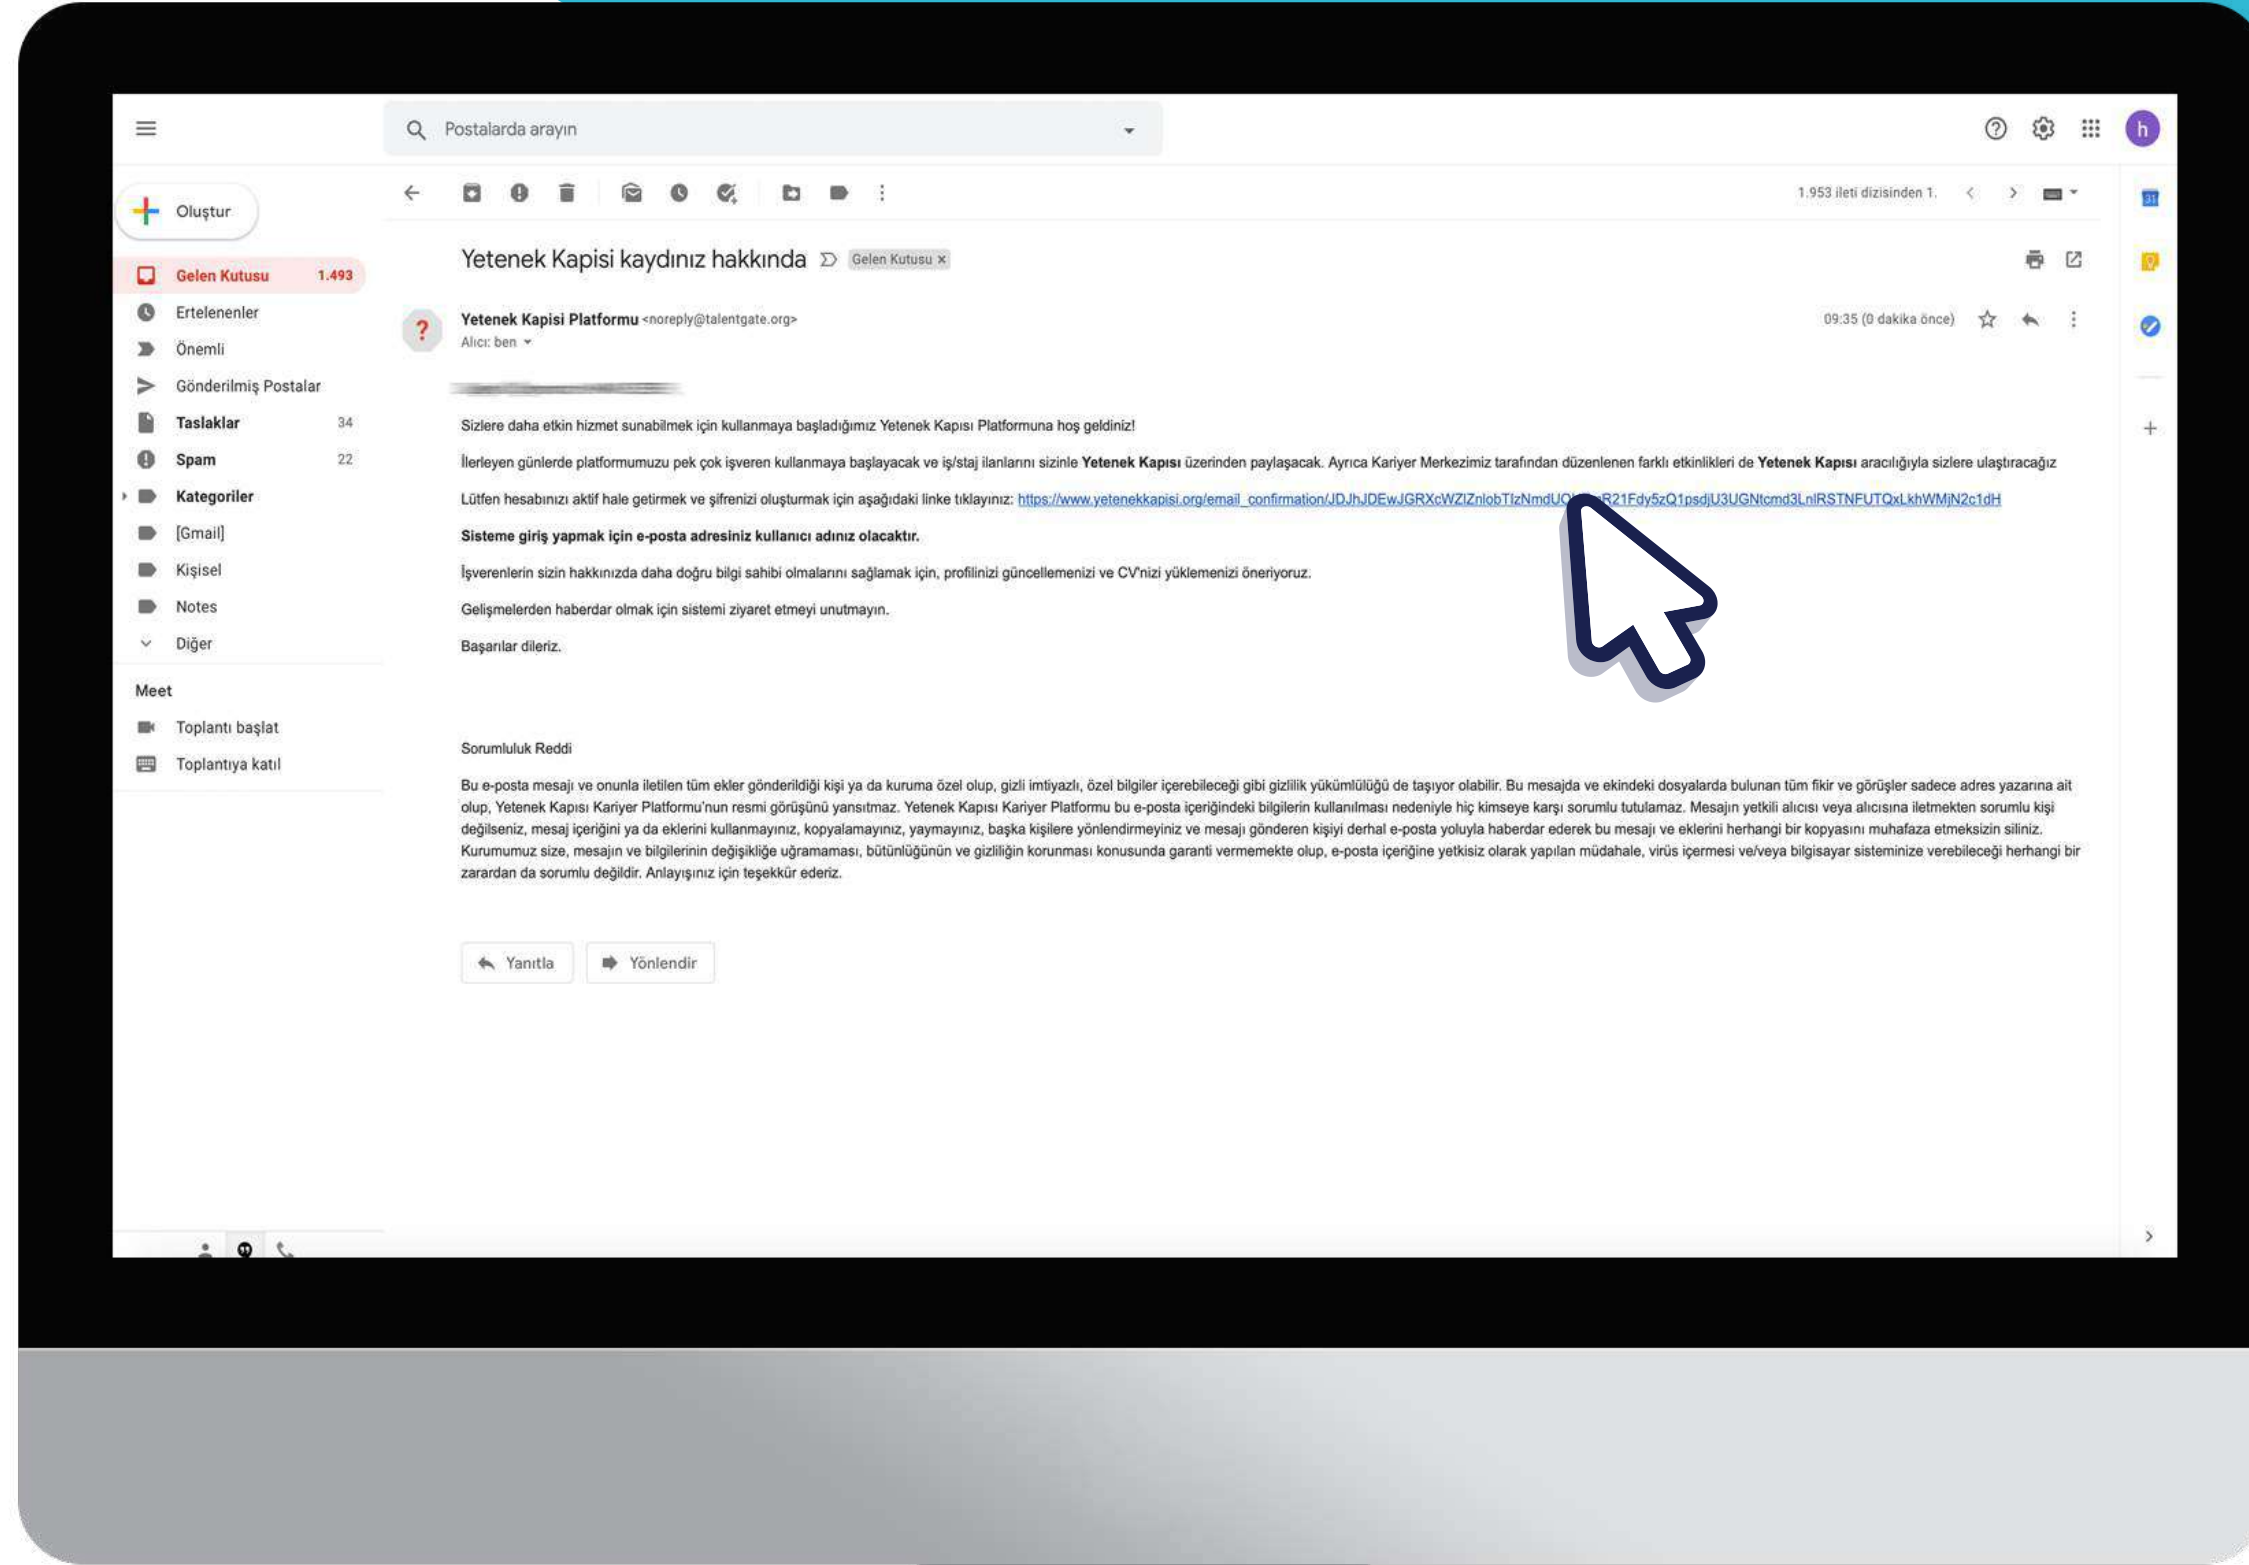 Postalarda arayın
h
Oluştur
1.953 ileti dizisinden 1.
31
Yetenek Kapisi kaydınız hakkında
Gelen Kutusu x
Gelen Kutusu 1.493
Ertelenenler
Önemli
Gönderilmiş Postalar
Taslaklar 34
Spam 22
Kategoriler
[Gmail]
Kişisel
Notes
Diğer
Meet
Toplantı başlat
Toplantıya katıl
?
Yetenek Kapisi Platformu <noreply@talentgate.org>
09:35 (0 dakika önce)
Alıcı: ben
Sizlere daha etkin hizmet sunabilmek için kullanmaya başladığımız Yetenek Kapısı Platformuna hoş geldiniz!
İlerleyen günlerde platformumuzu pek çok işveren kullanmaya başlayacak ve iş/staj ilanlarını sizinle Yetenek Kapısı üzerinden paylaşacak. Ayrıca Kariyer Merkezimiz tarafından düzenlenen farklı etkinlikleri de Yetenek Kapısı aracılığıyla sizlere ulaştıracağız
Lütfen hesabınızı aktif hale getirmek ve şifrenizi oluşturmak için aşağıdaki linke tıklayınız:
Sisteme giriş yapmak için e-posta adresiniz kullanıcı adınız olacaktır.
İşverenlerin sizin hakkınızda daha doğru bilgi sahibi olmalarını sağlamak için, profilinizi güncellemenizi ve CV'nizi yüklemenizi öneriyoruz.
Gelişmelerden haberdar olmak için sistemi ziyaret etmeyi unutmayın.
Başarılar dileriz.
Sorumluluk Reddi
Bu e-posta mesajı ve onunla iletilen tüm ekler gönderildiği kişi ya da kuruma özel olup, gizli imtiyazlı, özel bilgiler içerebileceği gibi gizlilik yükümlülüğü de taşıyor olabilir. Bu mesajda ve ekindeki dosyalarda bulunan tüm fikir ve görüşler sadece adres yazarına ait
olup, Yetenek Kapısı Kariyer Platformu'nun resmi görüşünü yansıtmaz. Yetenek Kapısı Kariyer Platformu bu e-posta içeriğindeki bilgilerin kullanılması nedeniyle hiç kimseye karşı sorumlu tutulamaz. Mesajın yetkili alıcısı veya alıcısına iletmekten sorumlu kişi
değilseniz, mesaj içeriğini ya da eklerini kullanmayınız, kopyalamayınız, yaymayınız, başka kişilere yönlendirmeyiniz ve mesajı gönderen kişiyi derhal e-posta yoluyla haberdar ederek bu mesajı ve eklerini herhangi bir kopyasını muhafaza etmeksizin siliniz.
Kurumumuz size, mesajın ve bilgilerinin değişikliğe uğramaması, bütünlüğünün ve gizliliğin korunması konusunda garanti vermemekte olup, e-posta içeriğine yetkisiz olarak yapılan müdahale, virüs içermesi ve/veya bilgisayar sisteminize verebileceği herhangi bir
zarardan da sorumlu değildir. Anlayışınız için teşekkür ederiz.
Yanıtla
Yönlendir